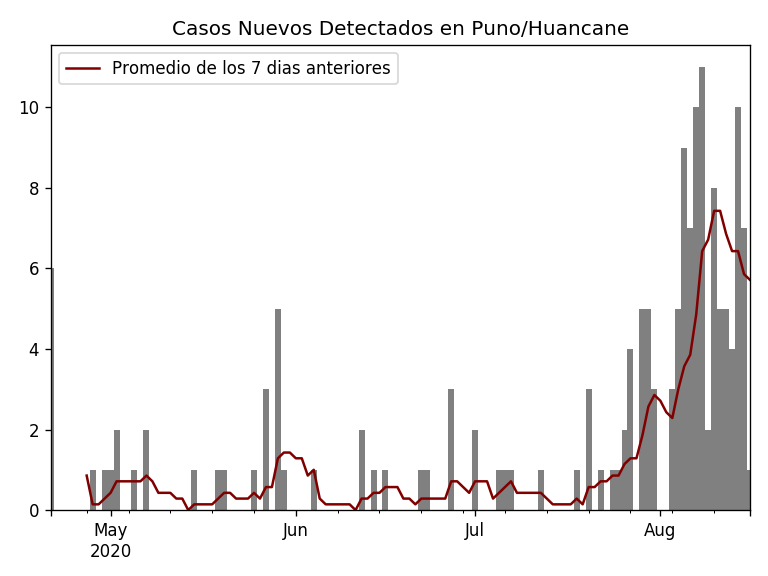 Casos Nuevos Detectados en Puno/Huancane
Promedio de los 7 dias anteriores
10
8
6
4
2
0
May
2020
Jun
Jul
Aug